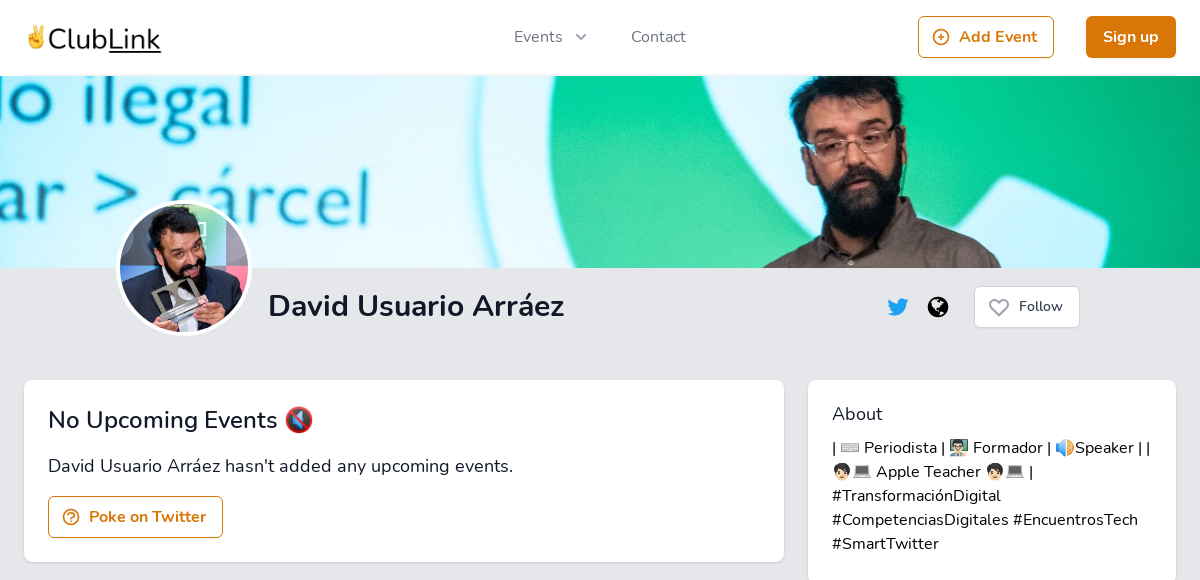 ✌️ClubLink
Events
Contact
Add Event
Sign up
lo ilegal
ar > cárcel
David Usuario Arráez
Follow
No Upcoming Events 🔇
David Usuario Arráez hasn't added any upcoming events.
Poke on Twitter
About
| ⌨️ Periodista | 👨🏻‍🏫 Formador | 🔊Speaker | |
🧑🏻‍💻 Apple Teacher 🧑🏻‍💻 |
#TransformaciónDigital
#CompetenciasDigitales #EncuentrosTech
#SmartTwitter